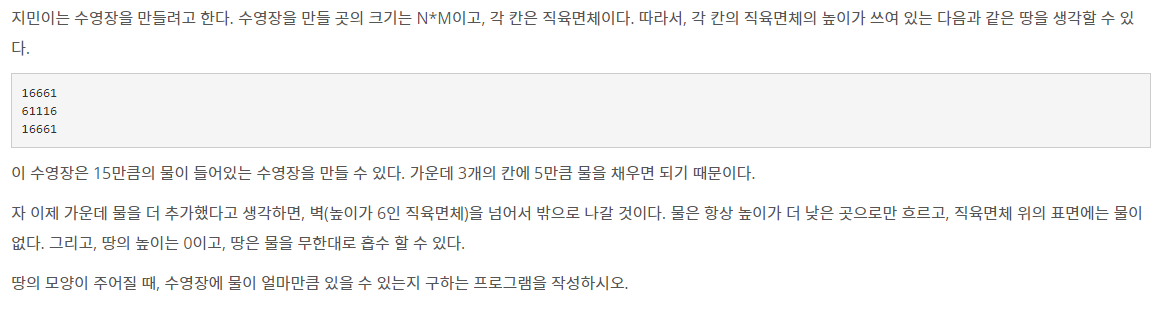 지민이는 수영장을 만들려고 한다. 수영장을 만들 곳의 크기는 N*M이고, 각 칸은 직육면체이다. 따라서, 각 칸의 직육면체의 높이가 쓰여 있는 다음과 같은 땅을 생각할 수 있
다.
16661
61116
16661
이 수영장은 15만큼의 물이 들어있는 수영장을 만들 수 있다. 가운데 3개의 칸에 5만큼 물을 채우면 되기 때문이다.
자 이제 가운데 물을 더 추가했다고 생각하면, 벽(높이가 6인 직육면체)을 넘어서 밖으로 나갈 것이다. 물은 항상 높이가 더 낮은 곳으로만 흐르고, 직육면체 위의 표면에는 물이
없다. 그리고, 땅의 높이는 0이고, 땅은 물을 무한대로 흡수 할 수 있다.
땅의 모양이 주어질 때, 수영장에 물이 얼마만큼 있을 수 있는지 구하는 프로그램을 작성하시오.